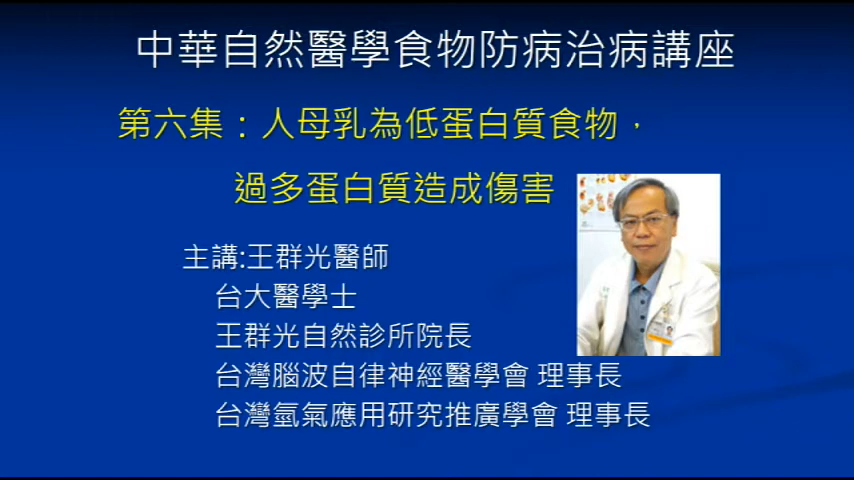 中華自然醫學食物防病治病講座
第六集：人母乳為低蛋白質食物，
過多蛋白質造成傷害
主講:王群光醫師
台大醫學士
王群光自然診所院長
台灣腦波自律神經醫學會 理事長
台灣氫氣應用研究推廣學會 理事長